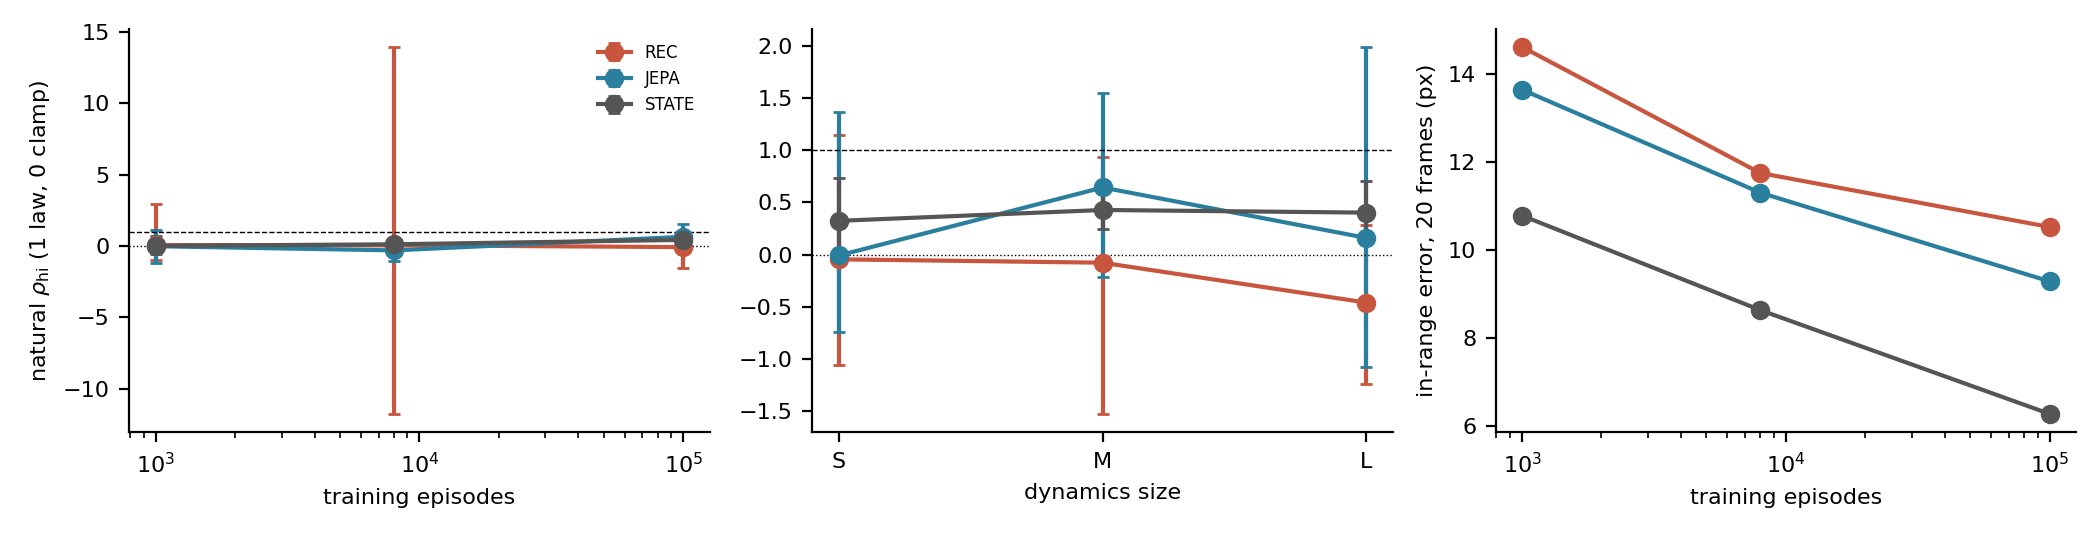 natural ρhi (1 law, 0 clamp)
15
10
5
0
−5
−10
10³
10⁴
10⁵
training episodes
REC
JEPA
STATE
2.0
1.5
1.0
0.5
0.0
−0.5
−1.0
−1.5
S
M
L
dynamics size
in-range error, 20 frames (px)
14
12
10
8
6
10³
10⁴
10⁵
training episodes